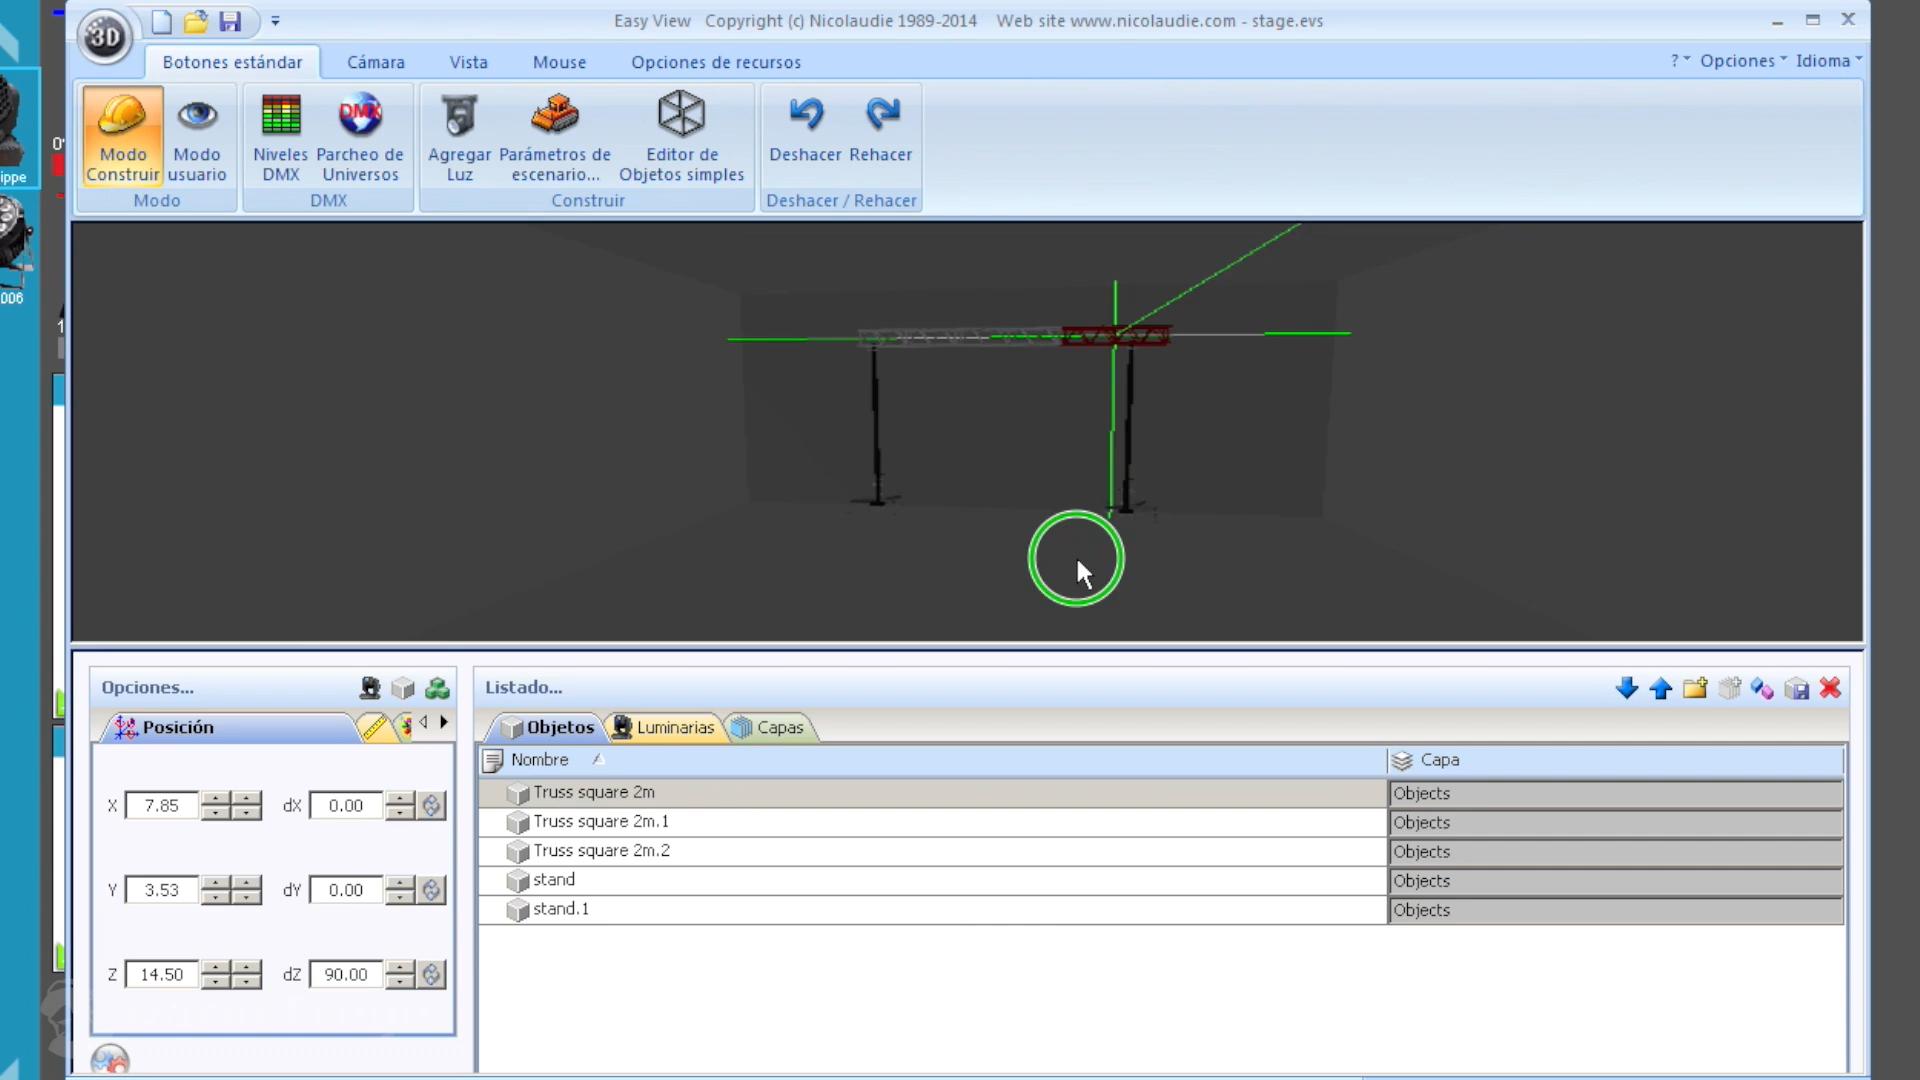 Easy View Copyright (c) Nicolaudie 1989-2014 Web site www.nicolaudie.com - stage.evs
3D
Botones estándar Cámara Vista Mouse Opciones de recursos ? Opciones Idioma
Modo Construir
Modo usuario
Niveles DMX
DMX
Parcheo de Universos
Agregar Luz
Parámetros de escenario...
Editor de Objetos simples
Deshacer Rehacer
Modo DMX Construir Deshacer / Rehacer
ippe
006
Opciones...
Posición
X 7.85 dX 0.00
Y 3.53 dY 0.00
Z 14.50 dZ 90.00
Listado...
Objetos Luminarias Capas
Nombre Capa
Truss square 2m Objects
Truss square 2m.1 Objects
Truss square 2m.2 Objects
stand Objects
stand.1 Objects